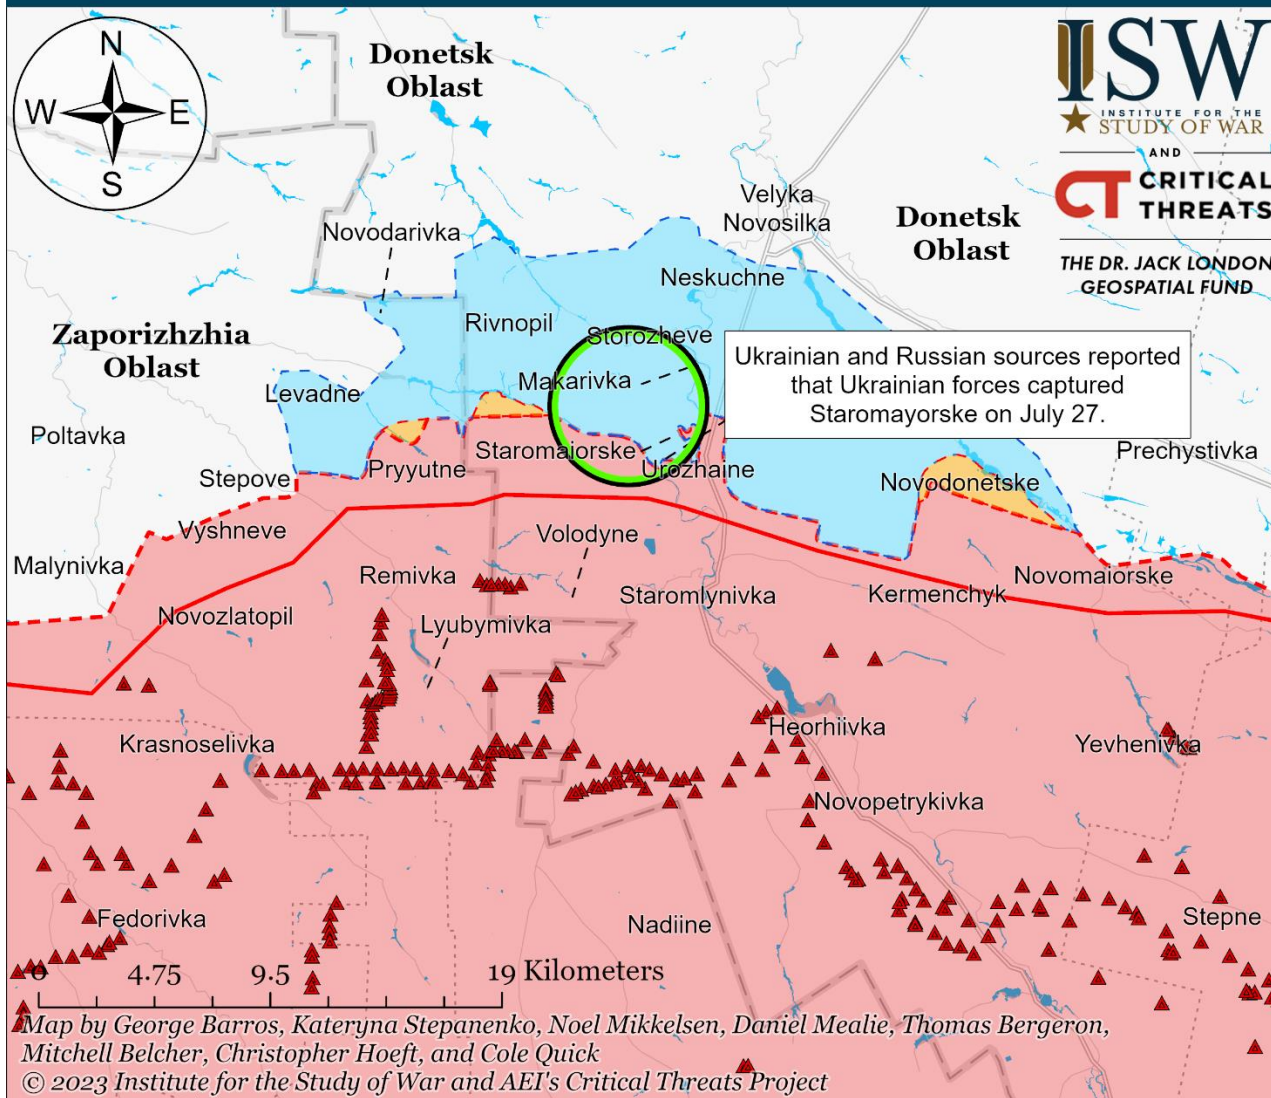 N
W
E
S
Donetsk
Oblast
ISW
INSTITUTE FOR THE
STUDY OF WAR
AND
CT CRITICAL
THREATS
THE DR. JACK LONDON
GEOSPATIAL FUND
Velyka
Novosilka
Donetsk
Oblast
Novodarivka
Neskuchne
Zaporizhzhia
Oblast
Rivnopil
Storozheve
Ukrainian and Russian sources reported
that Ukrainian forces captured
Staromayorske on July 27.
Levadne
Makarivka
Poltavka
Staromaiorske
Prechystivka
Stepove
Pryyutne
Urozhaine
Novodonetske
Vyshneve
Volodyne
Malynivka
Remivka
Staromlynivka
Kermenchyk
Novomaiorske
Novozlatopil
Lyubymivka
Krasnoselivka
Heorhiivka
Yevhenivka
Novopetrykivka
Fedorivka
Nadiine
Stepne
0 4.75 9.5 19 Kilometers
Map by George Barros, Kateryna Stepanenko, Noel Mikkelsen, Daniel Mealie, Thomas Bergeron,
Mitchell Belcher, Christopher Hoeft, and Cole Quick
© 2023 Institute for the Study of War and AEI's Critical Threats Project